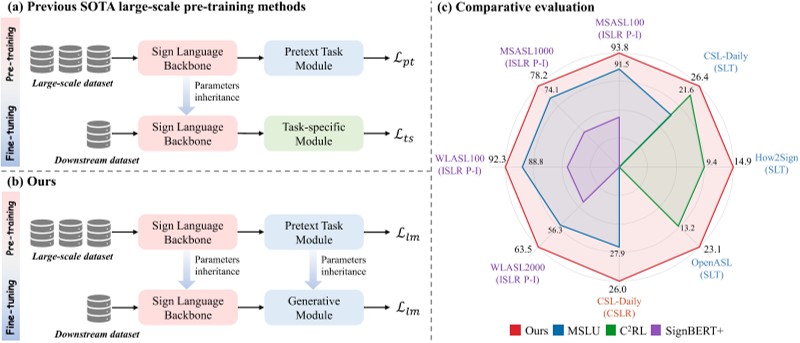 (a) Previous SOTA large-scale pre-training methods
Pre-training
Large-scale dataset
Sign Language
Backbone
Pretext Task
Module
ℒpt
Parameters
inheritance
Fine-tuning
Downstream dataset
Sign Language
Backbone
Task-specific
Module
ℒts
(b) Ours
Pre-training
Large-scale dataset
Sign Language
Backbone
Pretext Task
Module
ℒlm
Parameters
inheritance
Parameters
inheritance
Fine-tuning
Downstream dataset
Sign Language
Backbone
Generative
Module
ℒlm
(c) Comparative evaluation
MSASL100
(ISLR P-I)
93.8
91.5
CSL-Daily
(SLT)
26.4
21.6
How2Sign
(SLT)
14.9
9.4
OpenASL
(SLT)
23.1
13.2
CSL-Daily
(CSLR)
26.0
27.9
WLASL2000
(ISLR P-I)
63.5
56.3
WLASL100
(ISLR P-I)
92.3
88.8
MSASL1000
(ISLR P-I)
78.2
74.1
Ours
MSLU
C²RL
SignBERT+